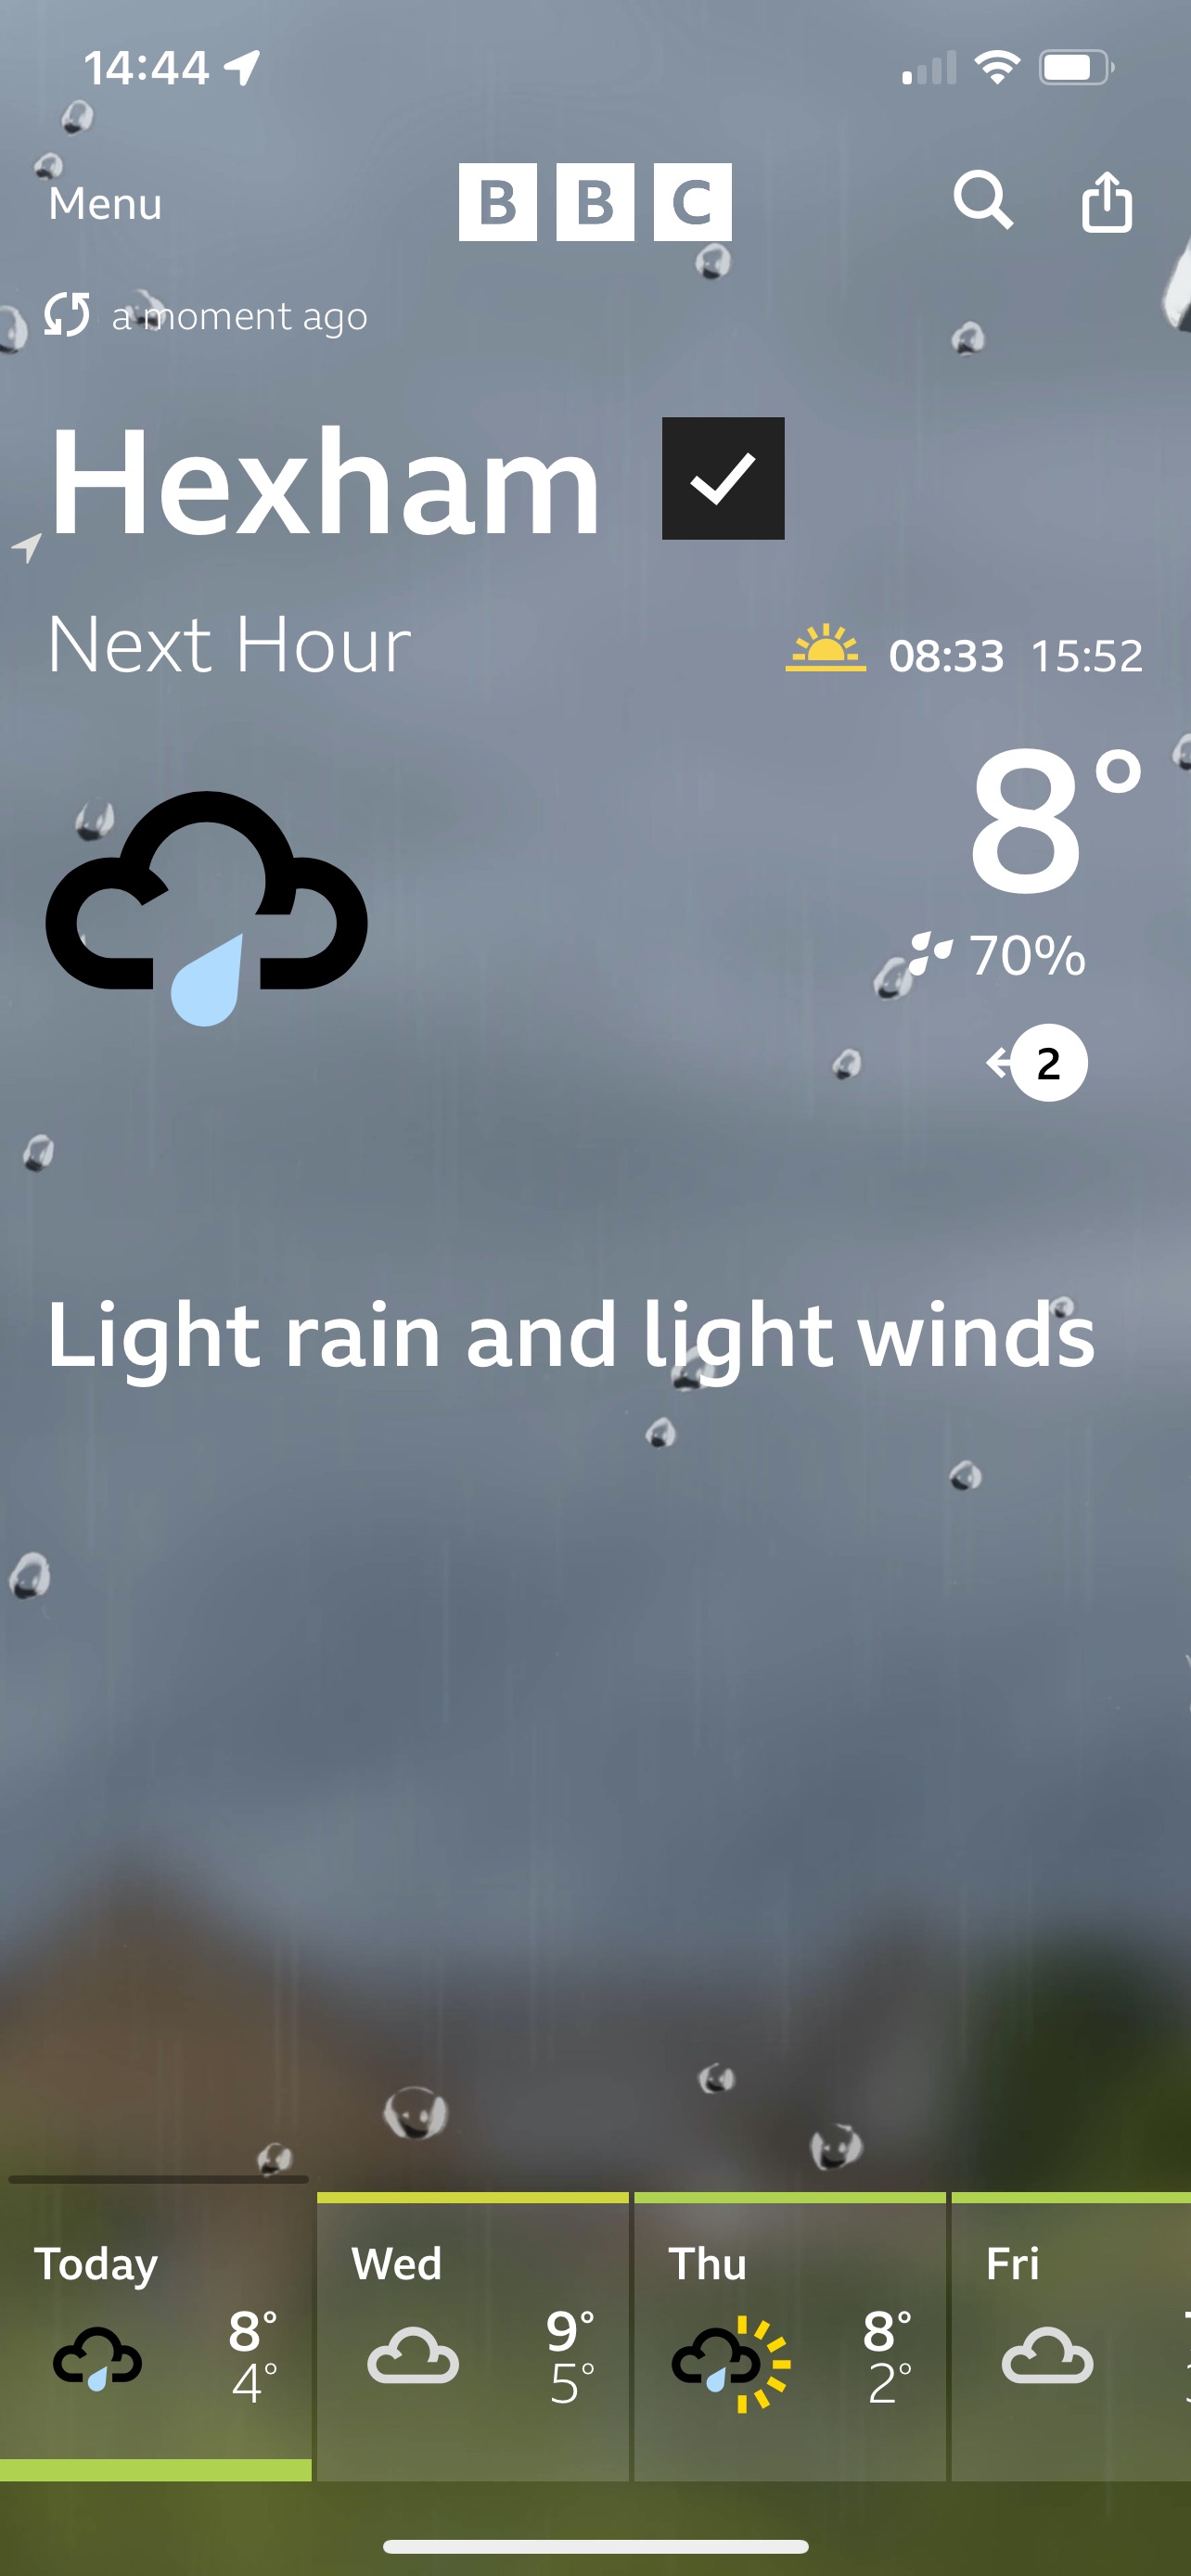 14:44
Menu
BBC
a moment ago
Hexham
Next Hour
08:33 15:52
8°
70%
2
Light rain and light winds
Today
8°
4°
Wed
9°
5°
Thu
8°
2°
Fri